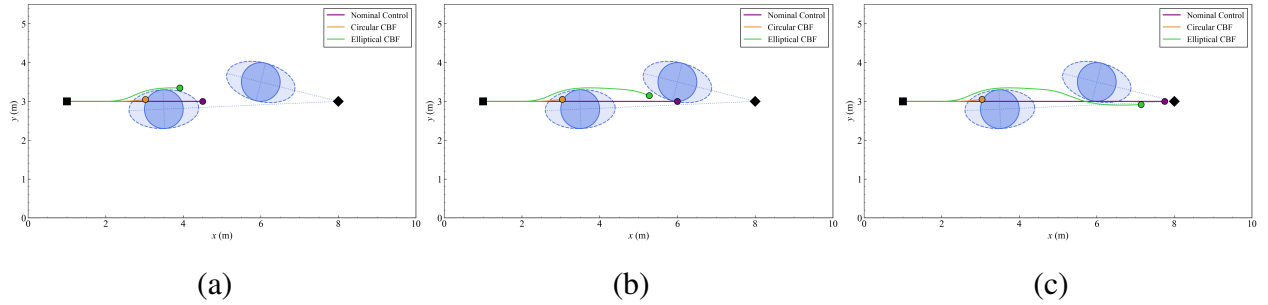 5
4
3
2
1
0
y (m)
0 2 4 6 8 10
x (m)
Nominal Control
Circular CBF
Elliptical CBF
(a)
5
4
3
2
1
0
y (m)
0 2 4 6 8 10
x (m)
Nominal Control
Circular CBF
Elliptical CBF
(b)
5
4
3
2
1
0
y (m)
0 2 4 6 8 10
x (m)
Nominal Control
Circular CBF
Elliptical CBF
(c)